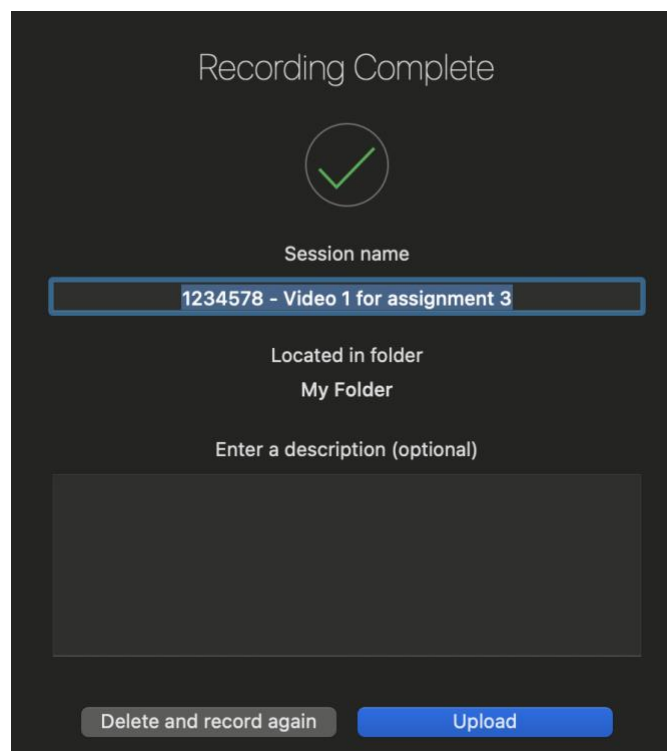 Recording Complete
Session name
1234578 - Video 1 for assignment 3
Located in folder
My Folder
Enter a description (optional)
Delete and record again
Upload